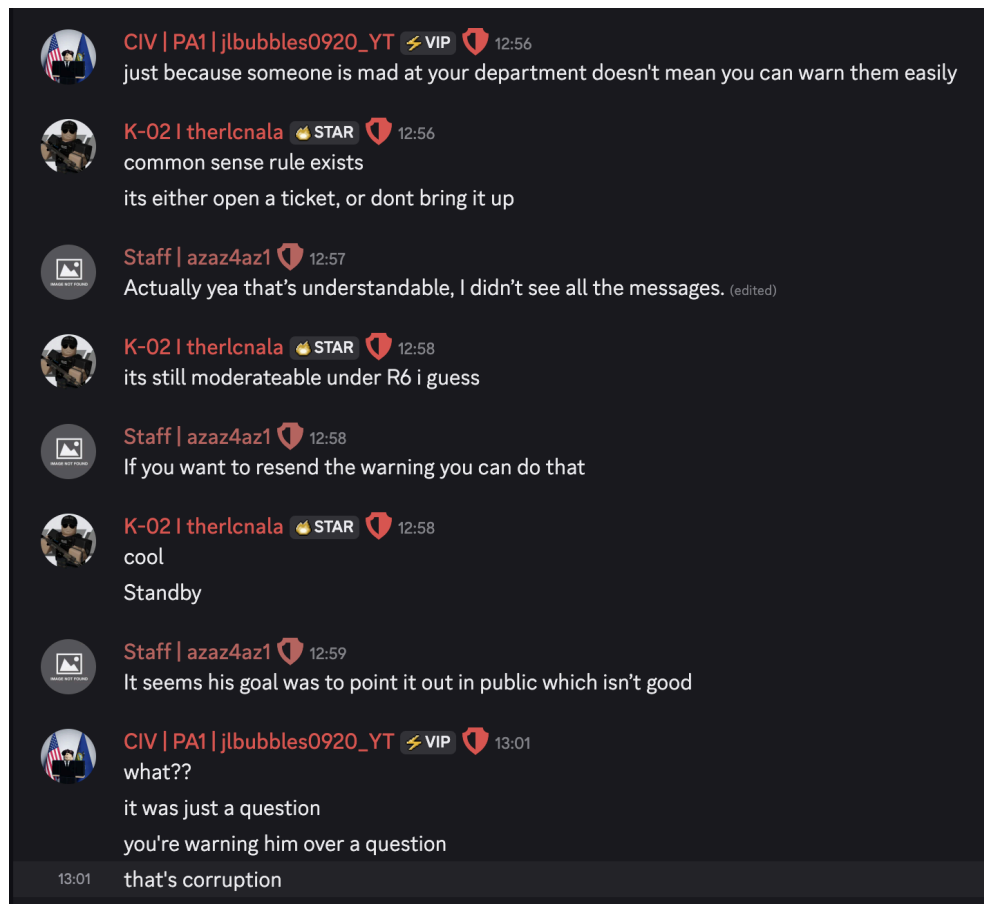 CIV | PA1 | jlbubbles0920_YT ⚡VIP 12:56
just because someone is mad at your department doesn't mean you can warn them easily
K-02 I therlcnala STAR 12:56
common sense rule exists
its either open a ticket, or dont bring it up
Staff | azaz4az1 12:57
Actually yea that’s understandable, I didn’t see all the messages. (edited)
K-02 I therlcnala STAR 12:58
its still moderateable under R6 i guess
Staff | azaz4az1 12:58
If you want to resend the warning you can do that
K-02 I therlcnala STAR 12:58
cool
Standby
Staff | azaz4az1 12:59
It seems his goal was to point it out in public which isn’t good
CIV | PA1 | jlbubbles0920_YT ⚡VIP 13:01
what??
it was just a question
you're warning him over a question
13:01 that's corruption